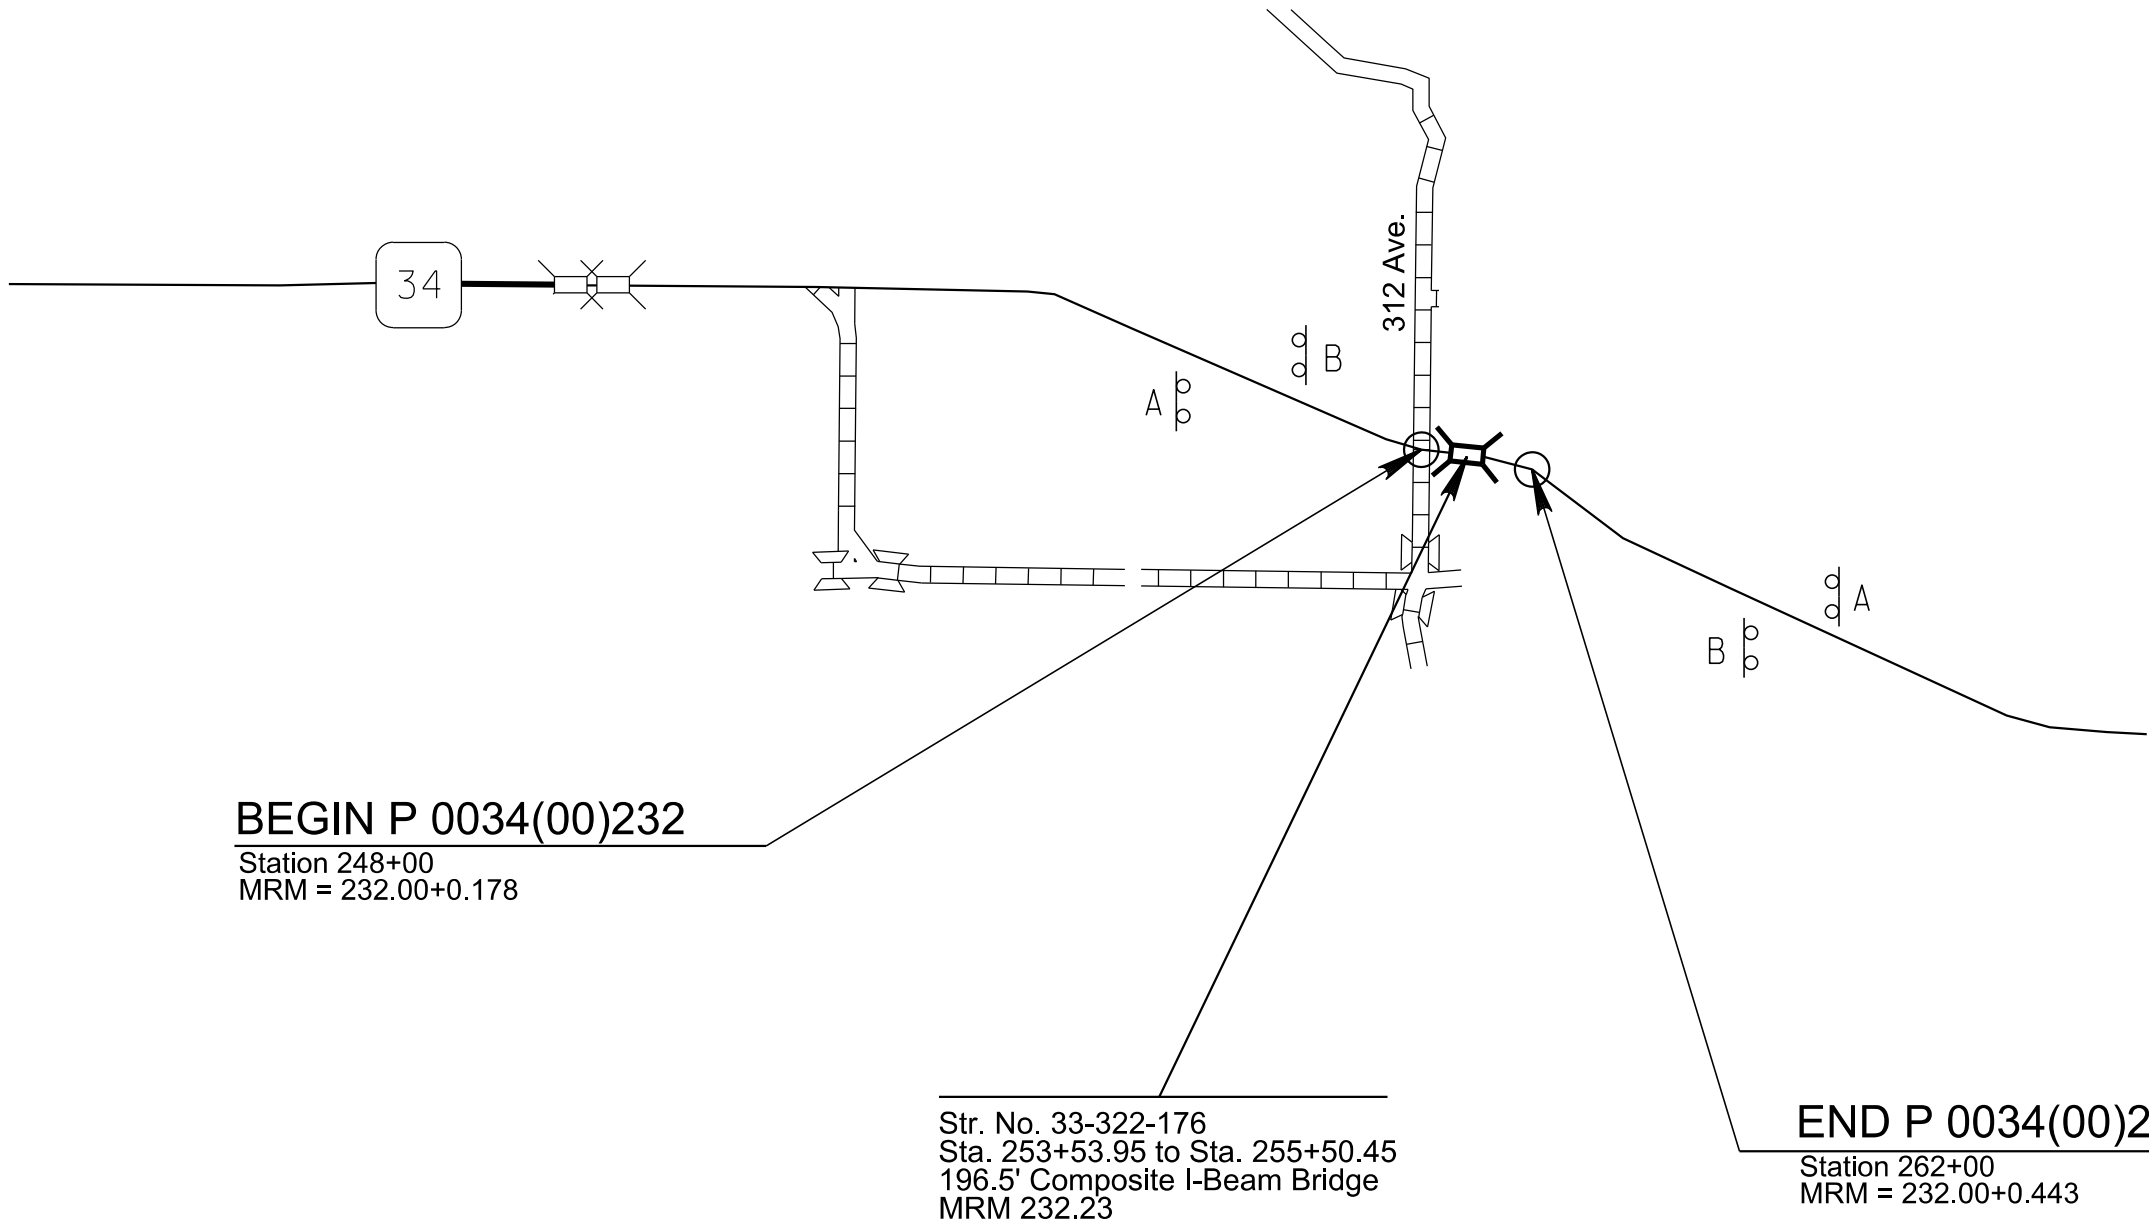 312 Ave.
34
B
A
A
B
BEGIN P 0034(00)232
Station 248+00
MRM = 232.00+0.178
Str. No. 33-322-176
Sta. 253+53.95 to Sta. 255+50.45
196.5' Composite I-Beam Bridge
MRM 232.23
END P 0034(00)2
Station 262+00
MRM = 232.00+0.443